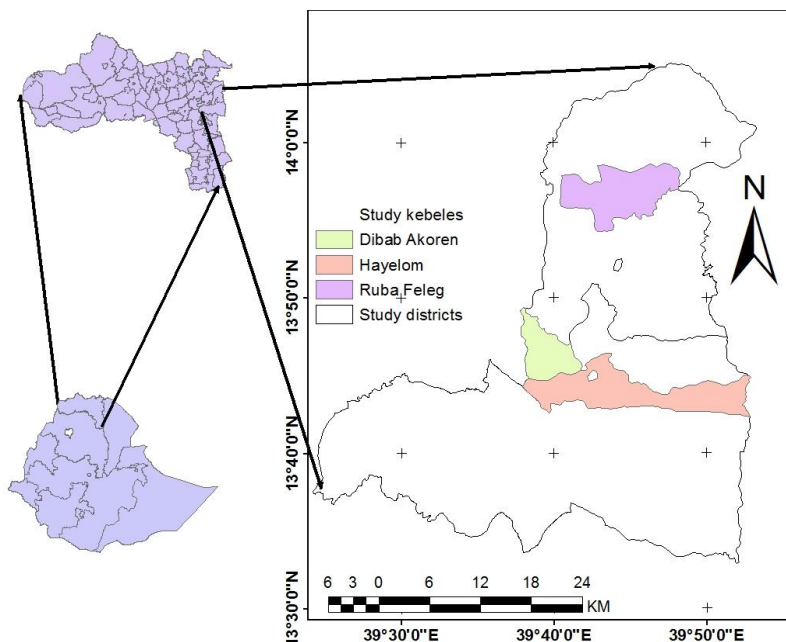 14°0'0"N
13°50'0"N
13°40'0"N
13°30'0"N
N
Study kebeles
Dibab Akoren
Hayelom
Ruba Feleg
Study districts
6 3 0 6 12 18 24
KM
39°30'0"E 39°40'0"E 39°50'0"E